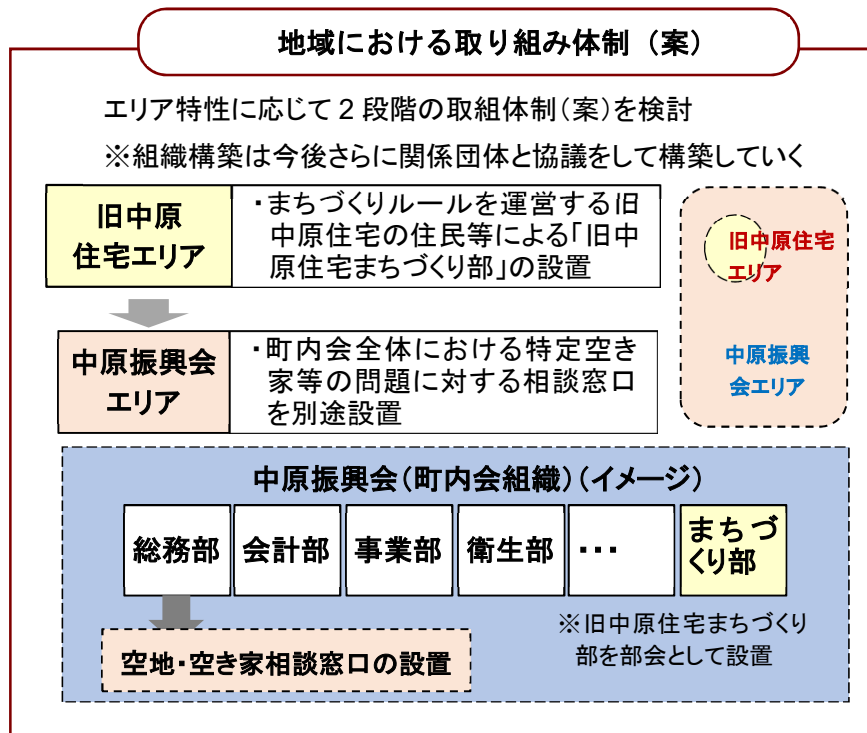 地域における取り組み体制（案）
エリア特性に応じて２段階の取組体制（案）を検討
※組織構築は今後さらに関係団体と協議をして構築していく
旧中原
住宅エリア
・まちづくりルールを運営する旧
中原住宅の住民等による「旧中
原住宅まちづくり部」の設置
旧中原住宅
エリア
中原振興会
エリア
・町内会全体における特定空き
家等の問題に対する相談窓口
を別途設置
中原振興
会エリア
中原振興会（町内会組織）（イメージ）
総務部
会計部
事業部
衛生部
・・・
まちづ
くり部
※旧中原住宅まちづくり
部を部会として設置
空地・空き家相談窓口の設置